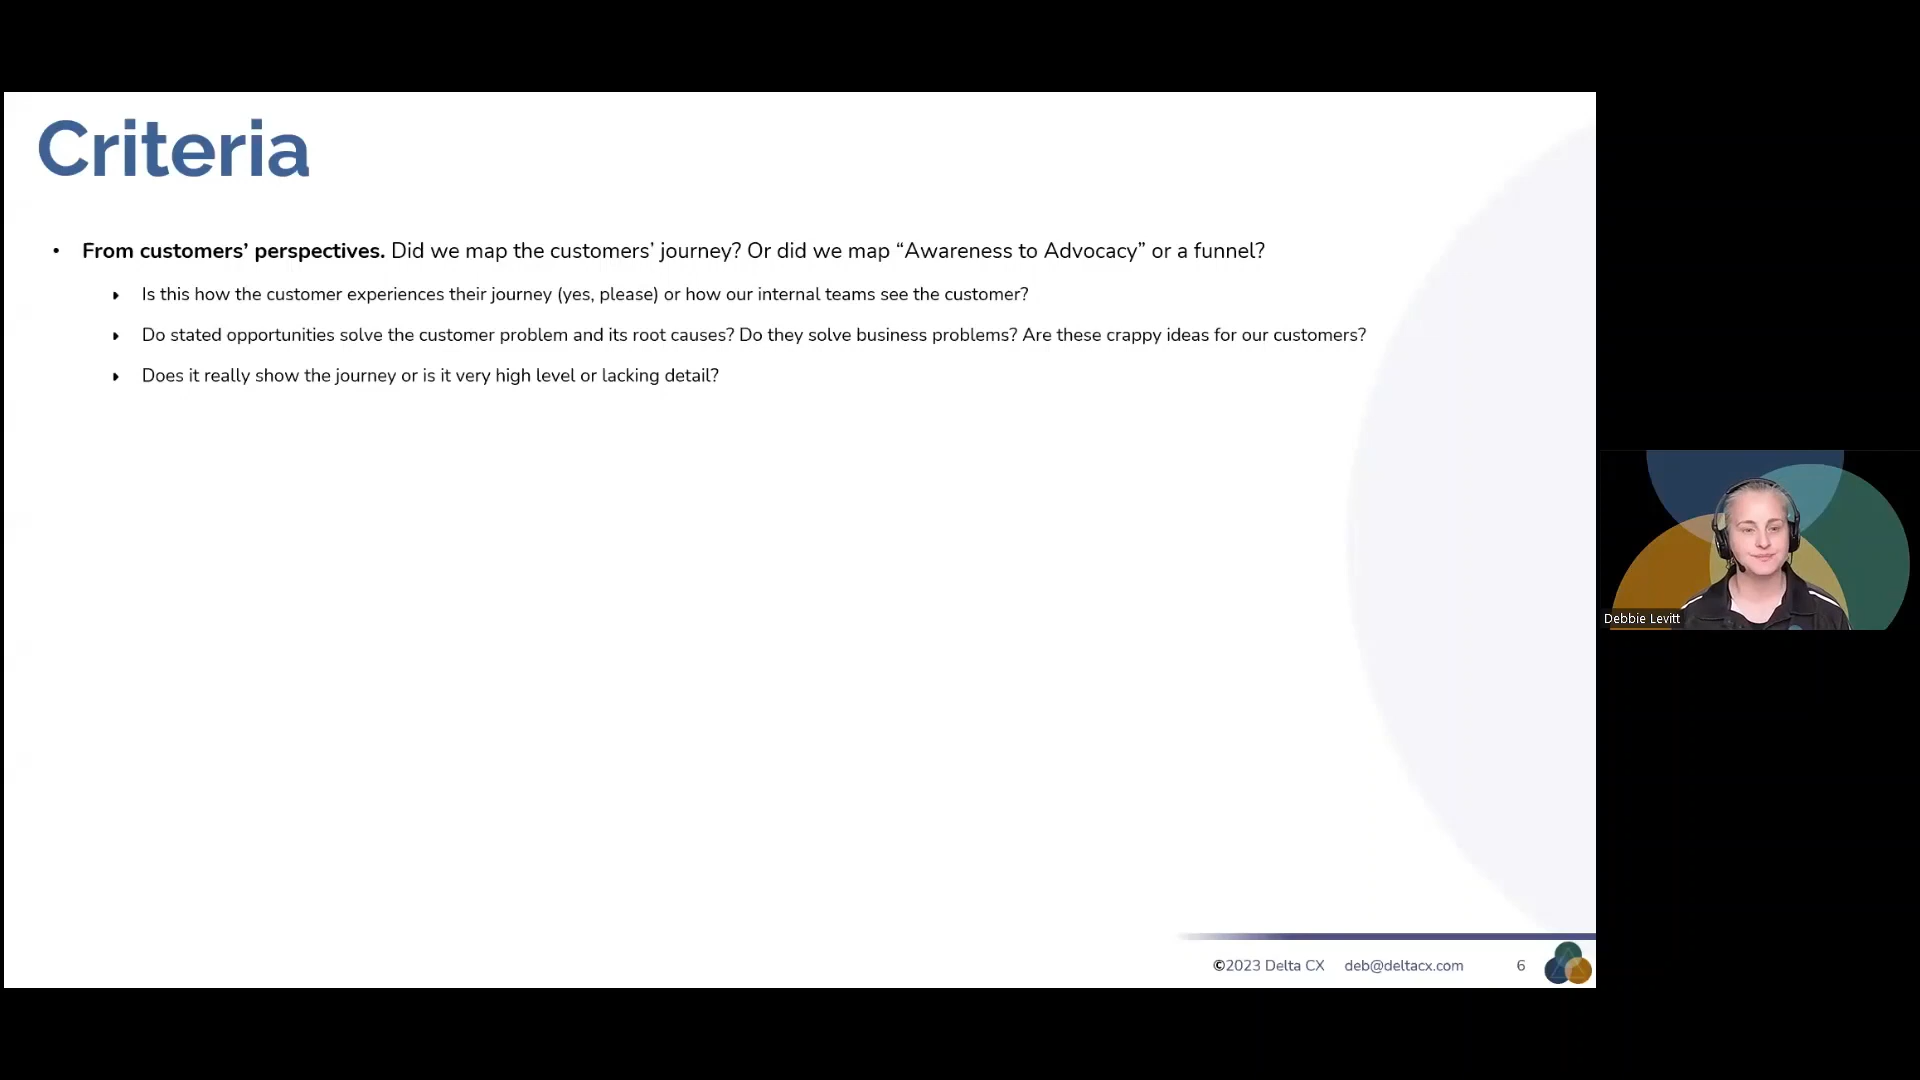 Criteria
• From customers’ perspectives. Did we map the customers’ journey? Or did we map “Awareness to Advocacy” or a funnel?
Is this how the customer experiences their journey (yes, please) or how our internal teams see the customer?
Do stated opportunities solve the customer problem and its root causes? Do they solve business problems? Are these crappy ideas for our customers?
Does it really show the journey or is it very high level or lacking detail?
Debbie Levitt
©2023 Delta CX deb@deltacx.com 6